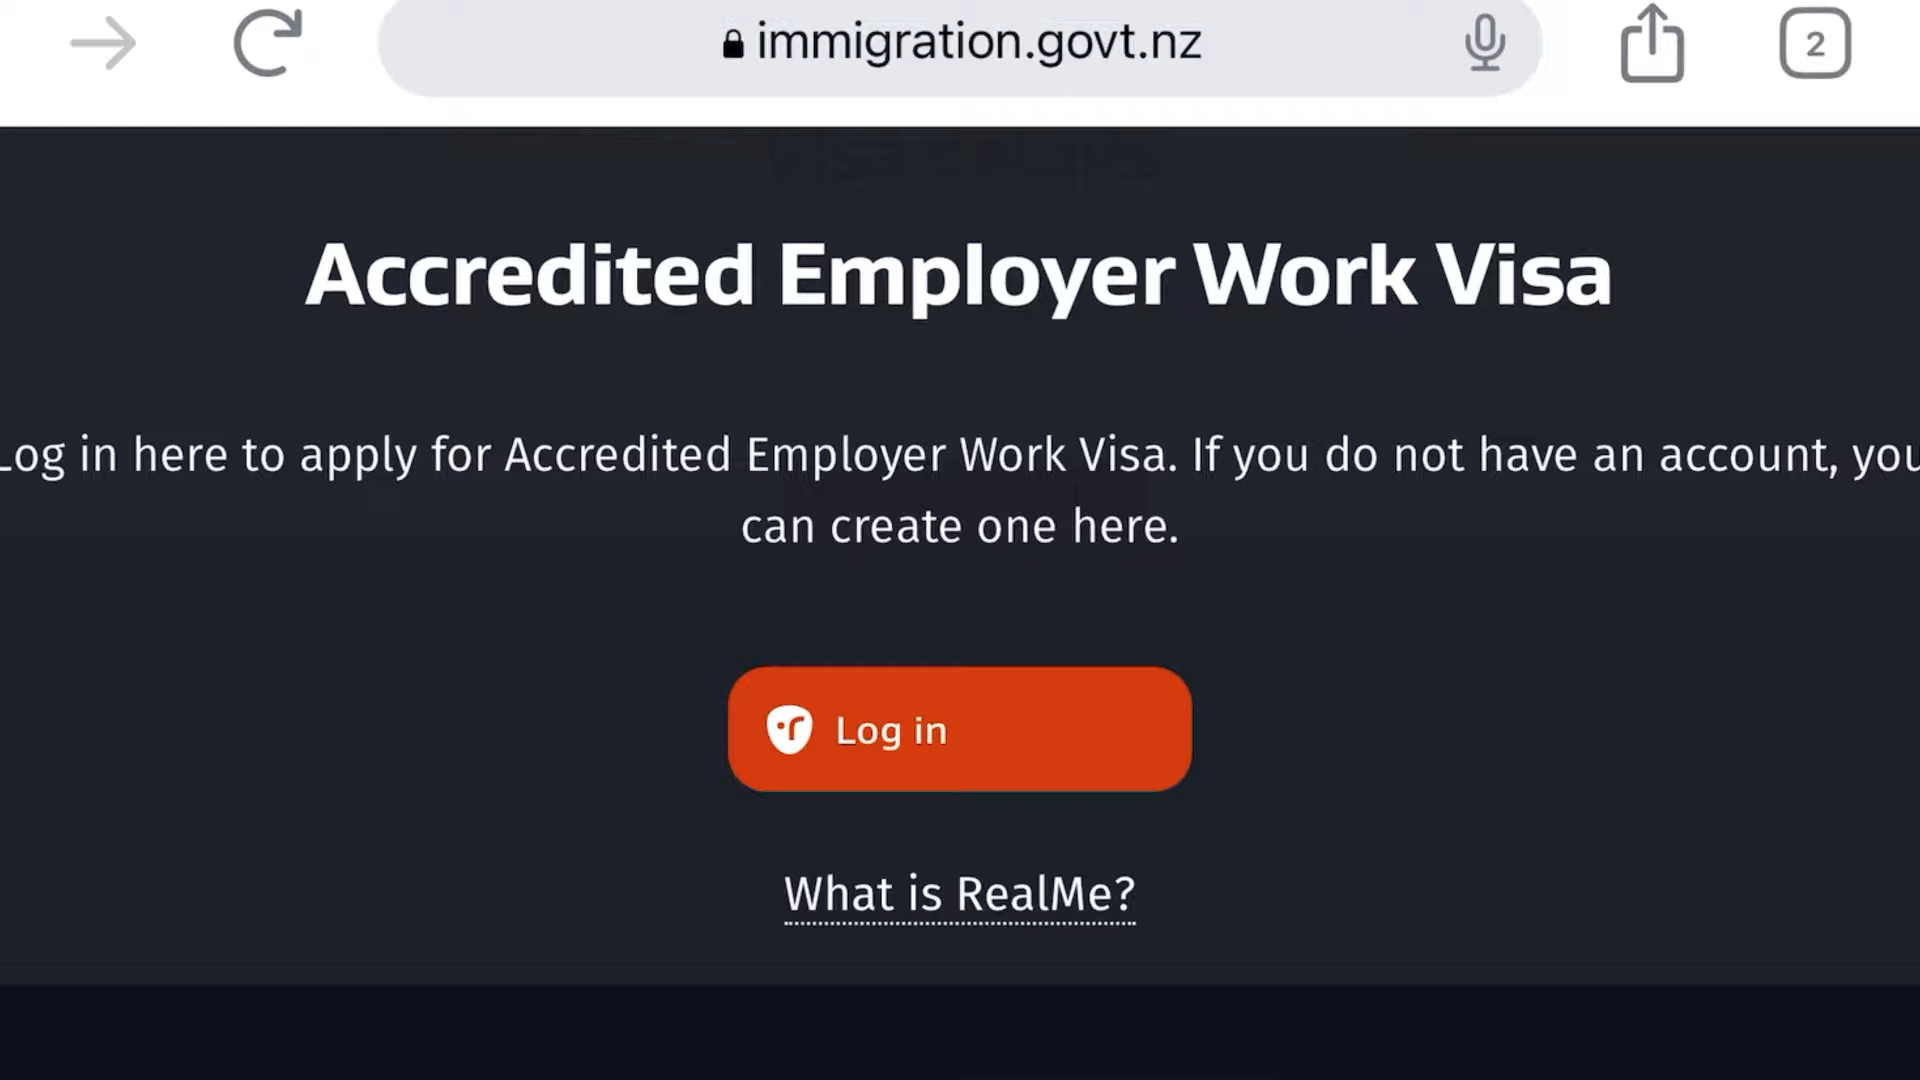 immigration.govt.nz
2
Accredited Employer Work Visa
Log in here to apply for Accredited Employer Work Visa. If you do not have an account, you
can create one here.
Log in
What is RealMe?